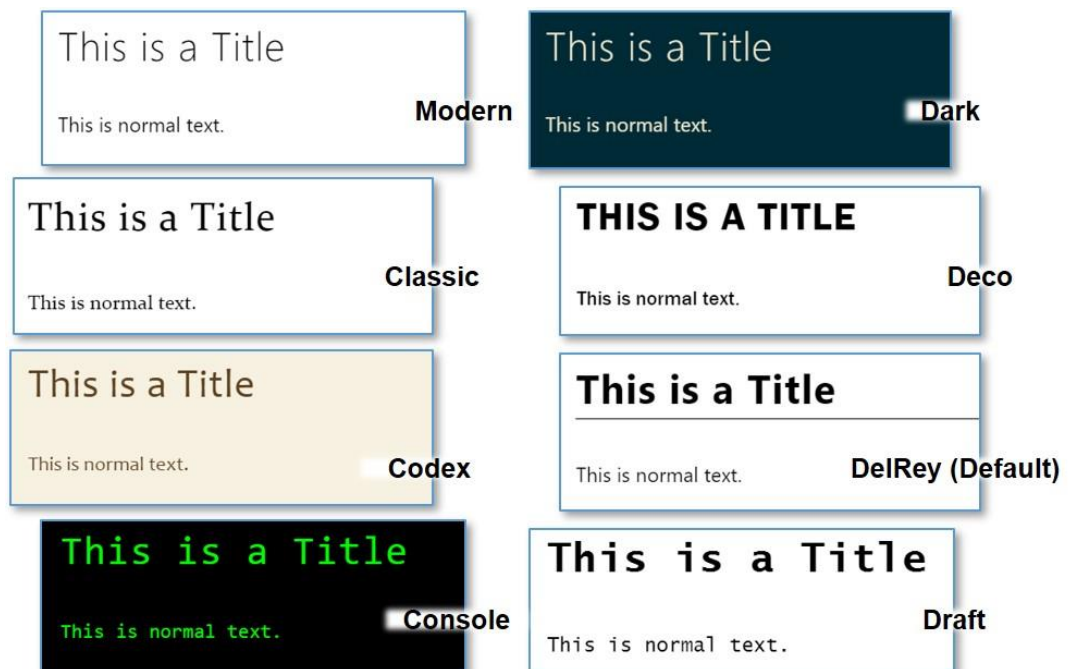 This is a Title
This is normal text.
Modern
This is a Title
This is normal text.
Dark
This is a Title
This is normal text.
Classic
THIS IS A TITLE
This is normal text.
Deco
This is a Title
This is normal text.
Codex
This is a Title
This is normal text.
DelRey (Default)
This is a Title
This is normal text.
Console
This is a Title
This is normal text.
Draft